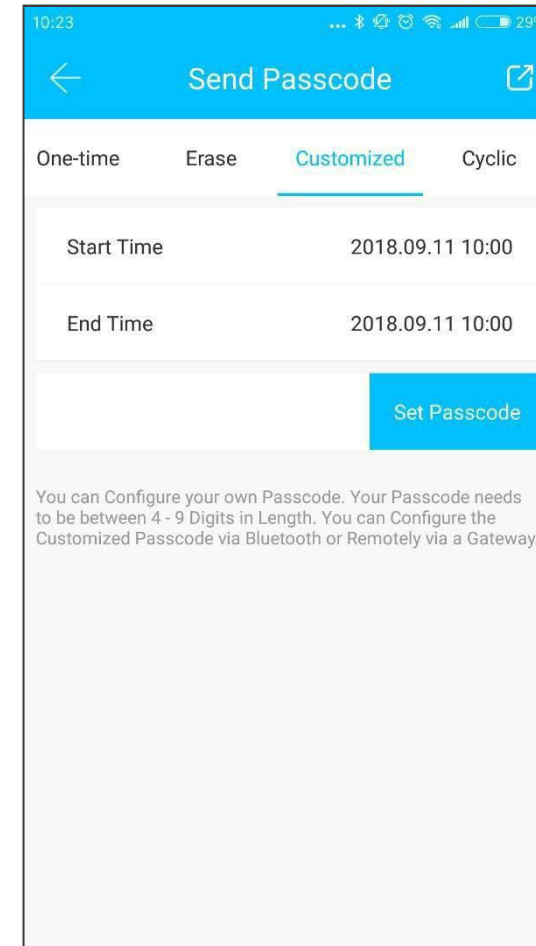 10:23 ... 29%
Send Passcode
One-time Erase Customized Cyclic
Start Time 2018.09.11 10:00
End Time 2018.09.11 10:00
Set Passcode
You can Configure your own Passcode. Your Passcode needs
to be between 4 - 9 Digits in Length. You can Configure the
Customized Passcode via Bluetooth or Remotely via a Gateway.